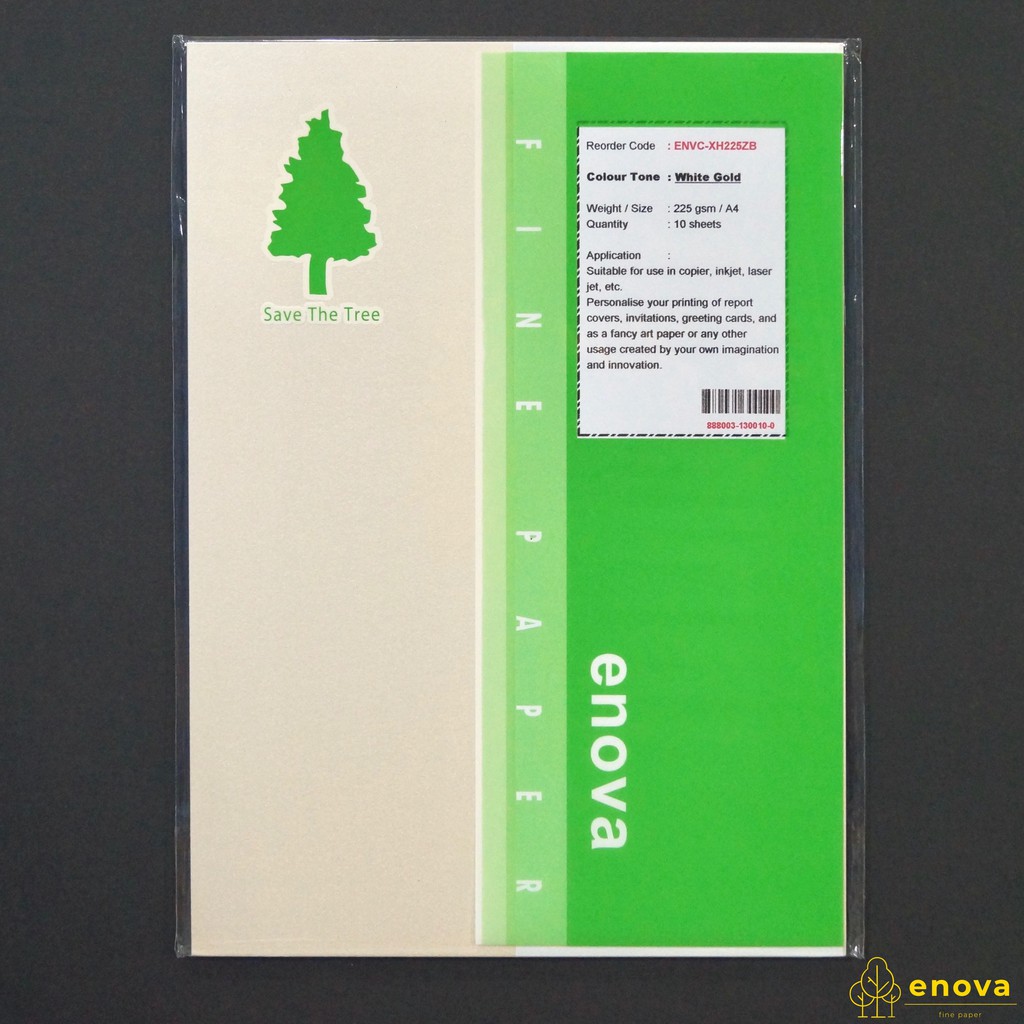 Save The Tree
FINE PAPER
Reorder Code : ENVC-XH225ZB
Colour Tone : White Gold
Weight / Size : 225 gsm / A4
Quantity : 10 sheets
Application :
Suitable for use in copier, inkjet, laser
jet, etc.
Personalise your printing of report
covers, invitations, greeting cards, and
as a fancy art paper or any other
usage created by your own imagination
and innovation.
888003-130010-0
enova
enova
fine paper